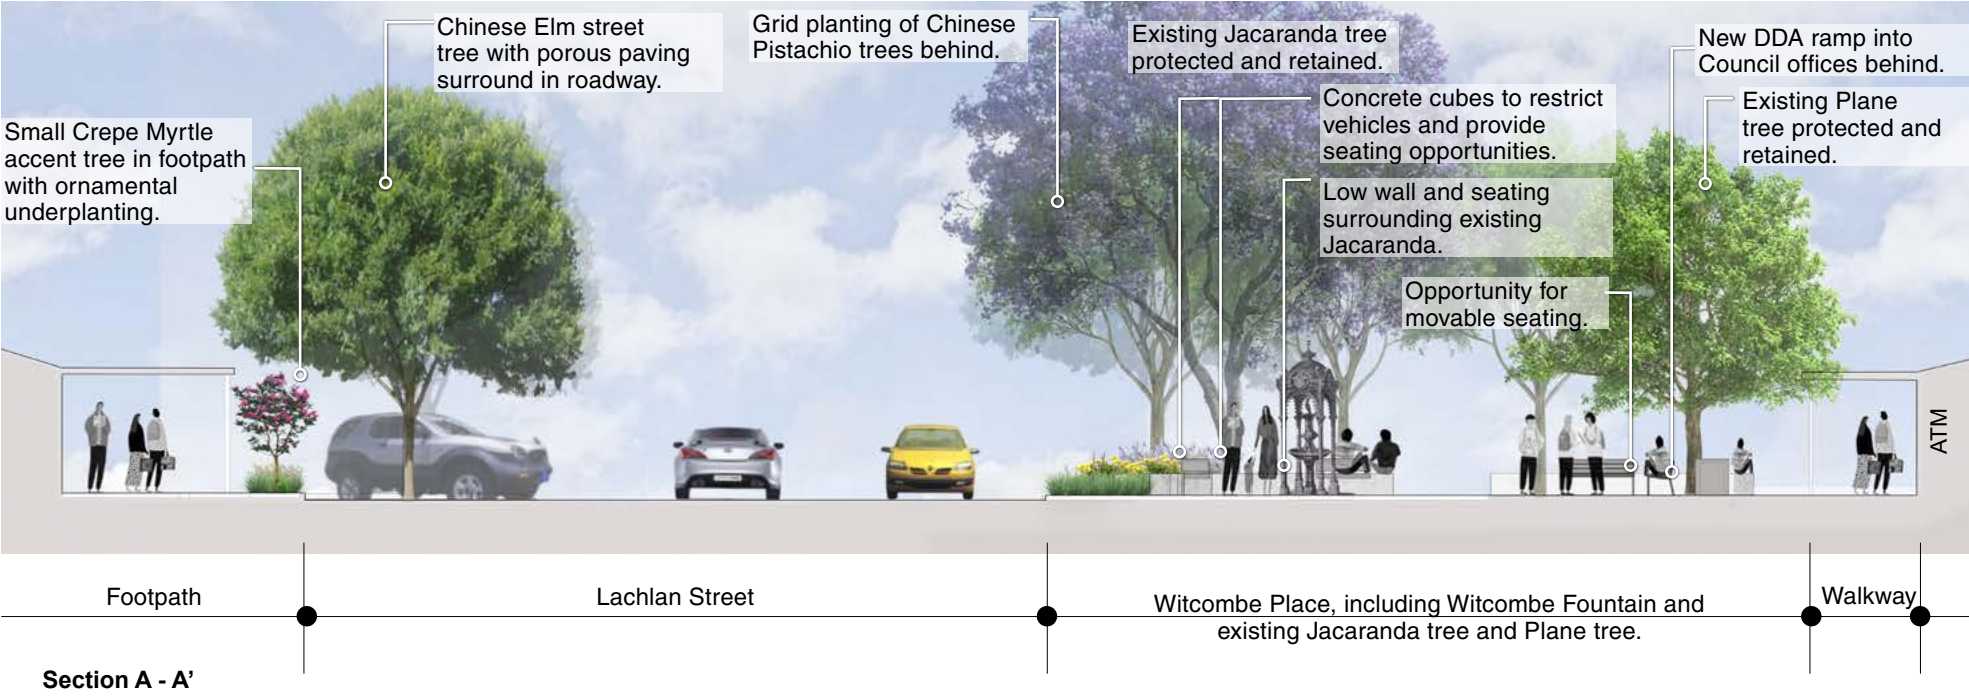 Chinese Elm street
tree with porous paving
surround in roadway.
Grid planting of Chinese
Pistachio trees behind.
Existing Jacaranda tree
protected and retained.
New DDA ramp into
Council offices behind.
Concrete cubes to restrict
vehicles and provide
seating opportunities.
Existing Plane
tree protected and
retained.
Small Crepe Myrtle
accent tree in footpath
with ornamental
underplanting.
Low wall and seating
surrounding existing
Jacaranda.
Opportunity for
movable seating.
ATM
Footpath
Lachlan Street
Witcombe Place, including Witcombe Fountain and
existing Jacaranda tree and Plane tree.
Walkway
Section A - A’